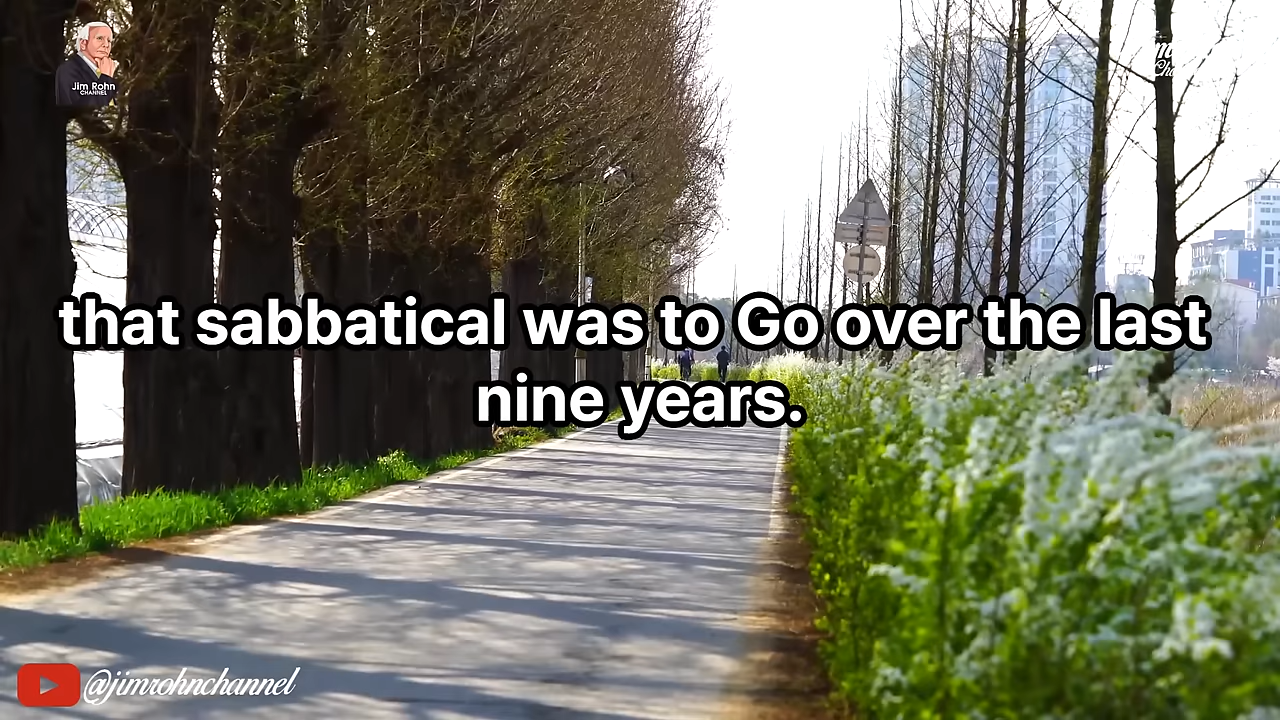 Jim Rohn
CHANNEL
that sabbatical was to Go over the last
nine years.
@jimrohnchannel